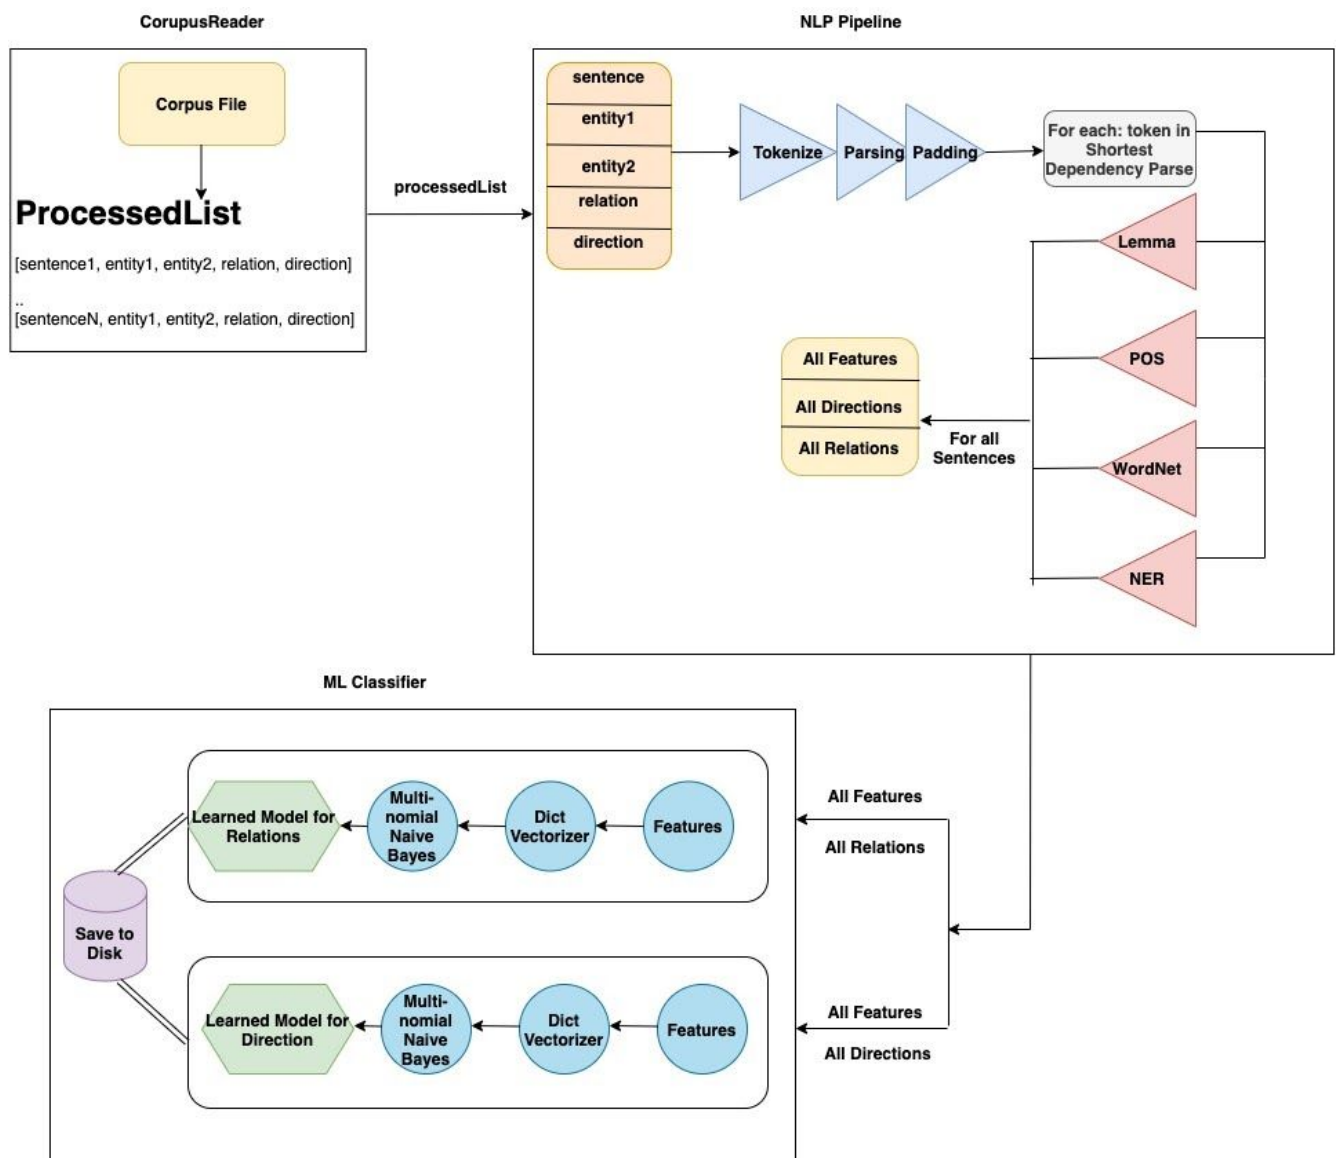 CorupusReader
Corpus File
ProcessedList
[sentence1, entity1, entity2, relation, direction]
..
[sentenceN, entity1, entity2, relation, direction]
processedList
NLP Pipeline
sentence
entity1
entity2
relation
direction
Tokenize
Parsing
Padding
For each: token in
Shortest
Dependency Parse
Lemma
POS
WordNet
NER
For all
Sentences
All Features
All Directions
All Relations
ML Classifier
All Features
All Relations
Features
Dict
Vectorizer
Multi-
nomial
Naive
Bayes
Learned Model for
Relations
Save to
Disk
All Features
All Directions
Features
Dict
Vectorizer
Multi-
nomial
Naive
Bayes
Learned Model for
Direction